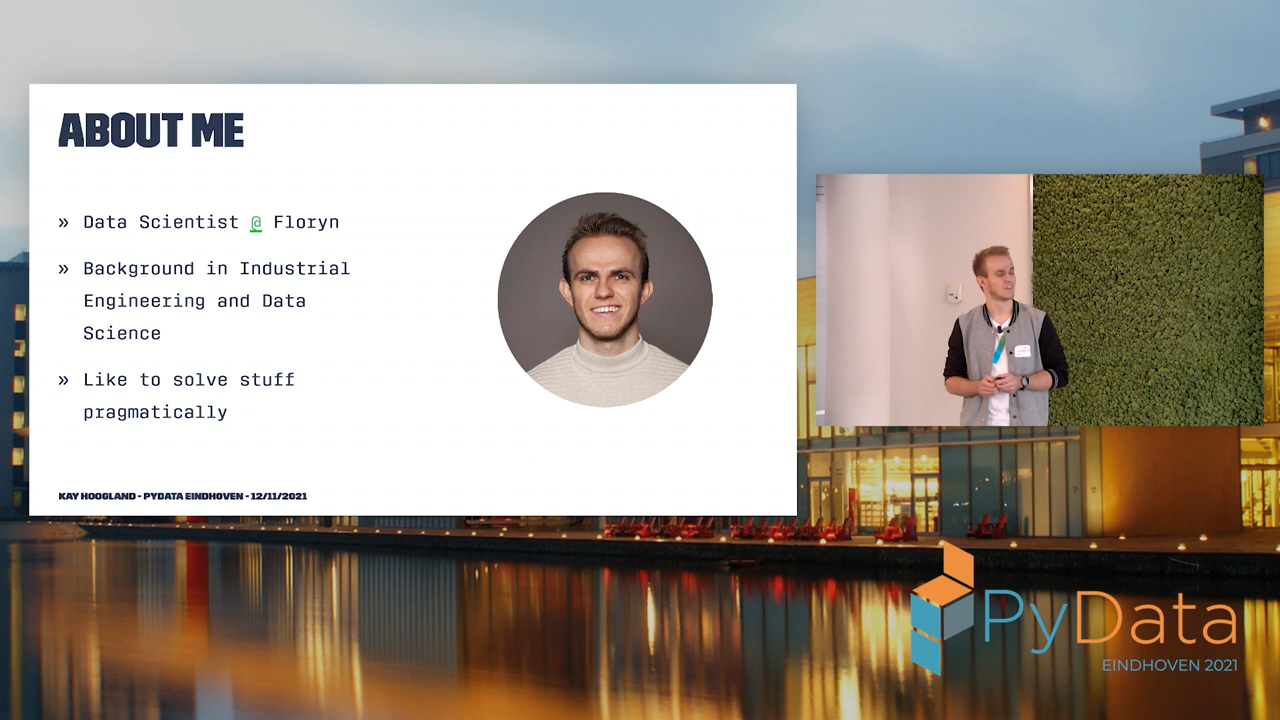 ABOUT ME
» Data Scientist @ Floryn
» Background in Industrial
Engineering and Data
Science
» Like to solve stuff
pragmatically
KAY HOOGLAND - PYDATA EINDHOVEN - 12/11/2021
PyData
EINDHOVEN 2021